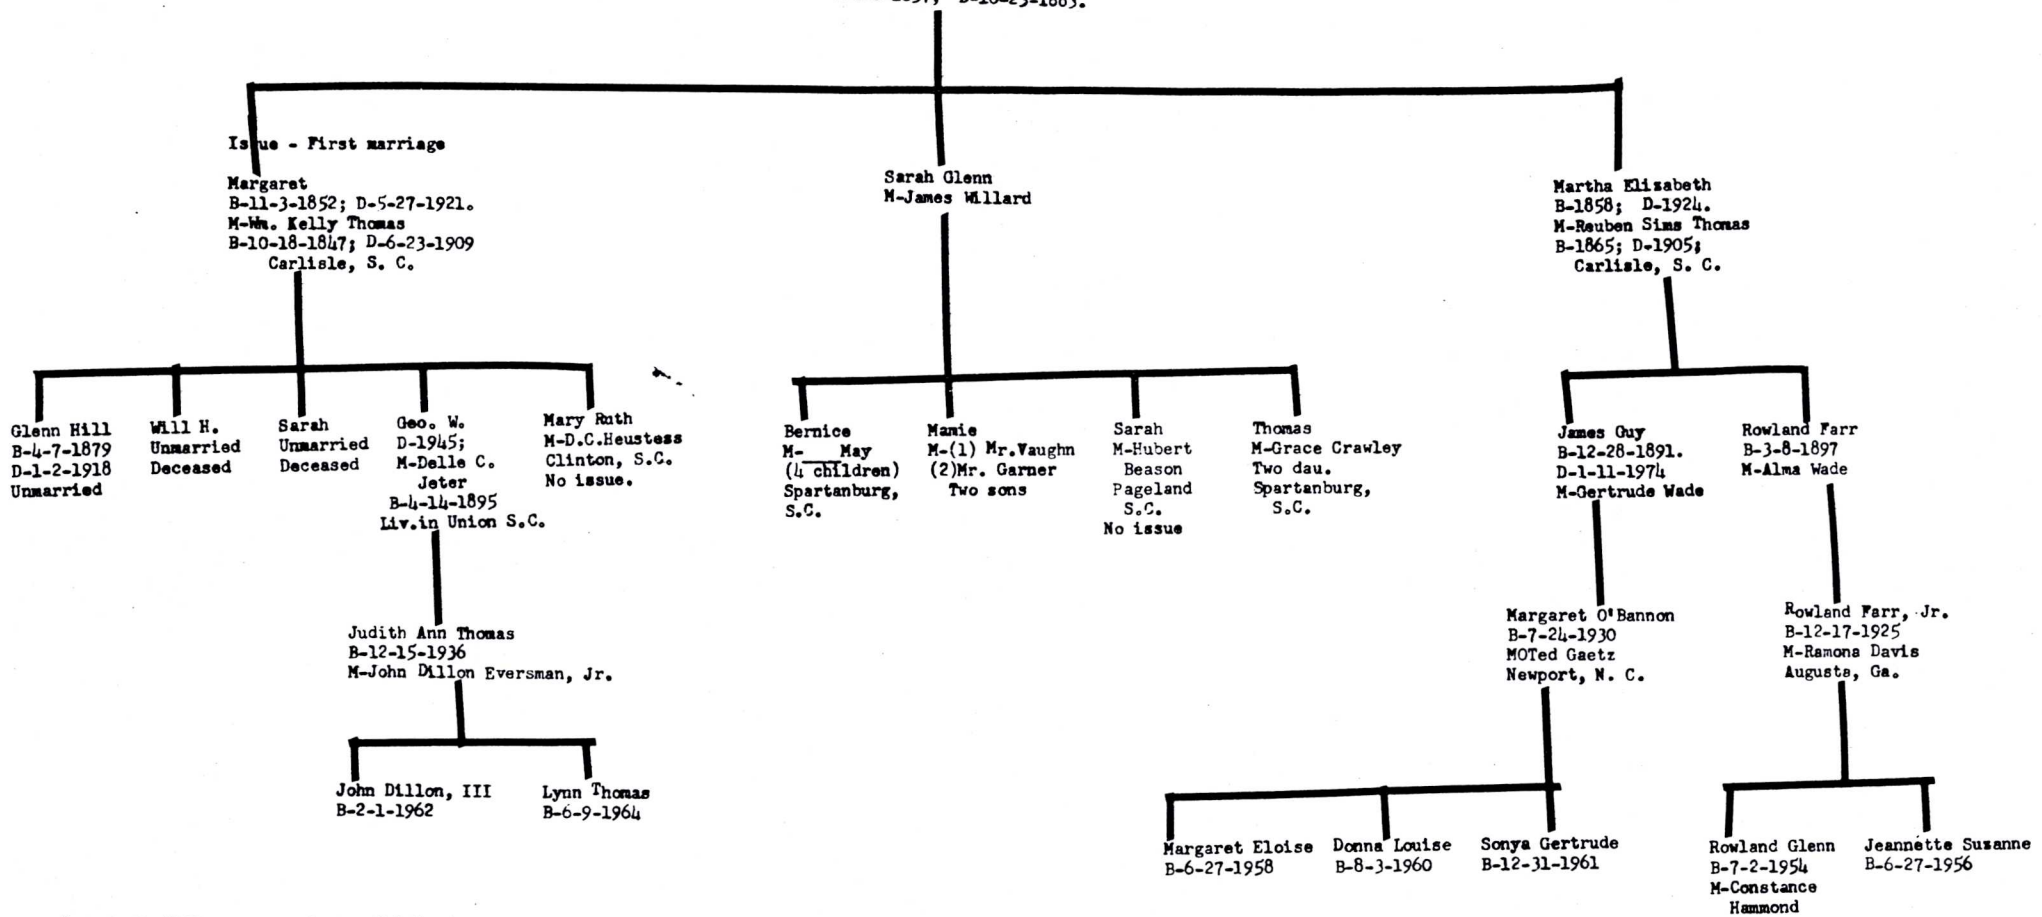 D-10-23-1883.
Issue - First marriage
Margaret
B-11-3-1852; D-5-27-1921.
M-Wm. Kelly Thomas
B-10-18-1847; D-6-23-1909
Carlisle, S. C.
Sarah Glenn
M-James Willard
Martha Elizabeth
B-1858; D-1924.
M-Reuben Sims Thomas
B-1865; D-1905;
Carlisle, S. C.
Glenn Hill
B-4-7-1879
D-1-2-1918
Unmarried
Will H.
Unmarried
Deceased
Sarah
Unmarried
Deceased
Geo. W.
D-1945;
M-Delle C.
Jeter
B-4-14-1895
Liv.in Union S.C.
Mary Ruth
M-D.C.Heustess
Clinton, S.C.
No issue.
Bernice
M-___May
(4 children)
Spartanburg,
S.C.
Mamie
M-(1) Mr.Vaughn
(2)Mr. Garner
Two sons
Sarah
M-Hubert
Beason
Pageland
S.C.
No issue
Thomas
M-Grace Crawley
Two dau.
Spartanburg,
S.C.
James Guy
B-12-28-1891.
D-1-11-1974
M-Gertrude Wade
Rowland Farr
B-3-8-1897
M-Alma Wade
Judith Ann Thomas
B-12-15-1936
M-John Dillon Eversman, Jr.
Margaret O'Bannon
B-7-24-1930
MOTed Gaetz
Newport, N. C.
Rowland Farr, Jr.
B-12-17-1925
M-Ramona Davis
Augusta, Ga.
John Dillon, III
B-2-1-1962
Lynn Thomas
B-6-9-1964
Margaret Eloise
B-6-27-1958
Donna Louise
B-8-3-1960
Sonya Gertrude
B-12-31-1961
Rowland Glenn
B-7-2-1954
M-Constance
Hammond
Jeannette Suzanne
B-6-27-1956